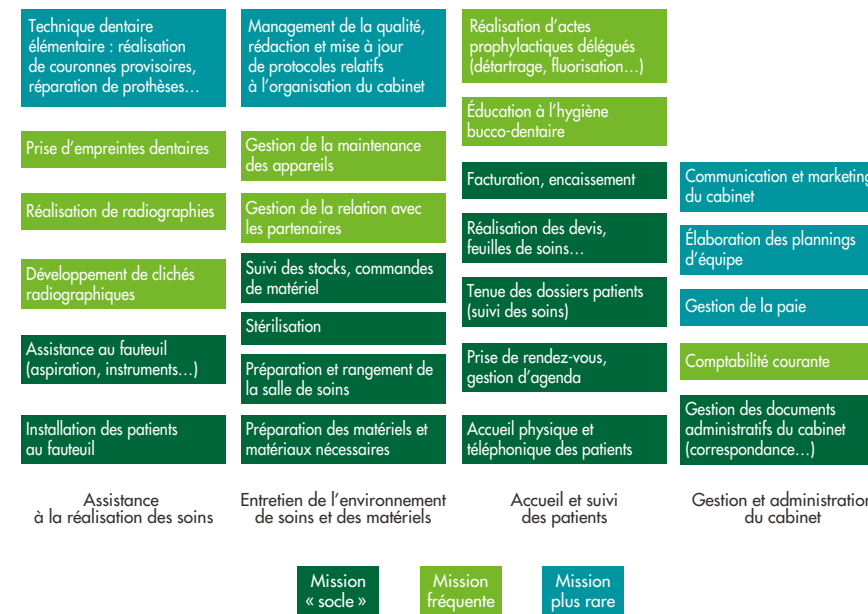 Technique dentaire
élémentaire : réalisation
de couronnes provisoires,
réparation de prothèses…
Prise d’empreintes dentaires
Réalisation de radiographies
Développement de clichés
radiographiques
Assistance au fauteuil
(aspiration, instruments…)
Installation des patients
au fauteuil
Assistance
à la réalisation des soins
Management de la qualité,
rédaction et mise à jour
de protocoles relatifs
à l’organisation du cabinet
Gestion de la maintenance
des appareils
Gestion de la relation avec
les partenaires
Suivi des stocks, commandes
de matériel
Stérilisation
Préparation et rangement de
la salle de soins
Préparation des matériels et
matériaux nécessaires
Entretien de l’environnement
de soins et des matériels
Réalisation d’actes
prophylactiques délégués
(détartrage, fluorisation…)
Éducation à l’hygiène
bucco-dentaire
Facturation, encaissement
Réalisation des devis,
feuilles de soins…
Tenue des dossiers patients
(suivi des soins)
Prise de rendez-vous,
gestion d’agenda
Accueil physique et
téléphonique des patients
Accueil et suivi
des patients
Communication et marketing
du cabinet
Élaboration des plannings
d’équipe
Gestion de la paie
Comptabilité courante
Gestion des documents
administratifs du cabinet
(correspondance…)
Gestion et administration
du cabinet
Mission
« socle »
Mission
fréquente
Mission
plus rare